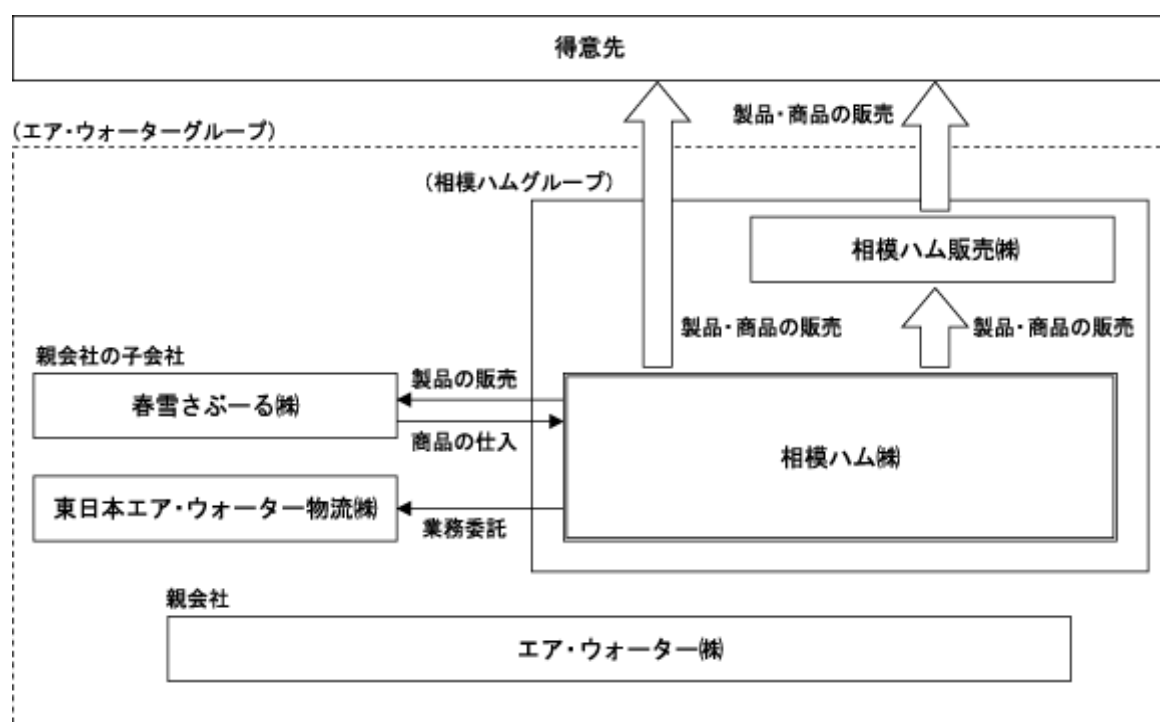 得意先
製品・商品の販売
(エア・ウォーターグループ)
(相模ハムグループ)
相模ハム販売㈱
製品・商品の販売
製品・商品の販売
親会社の子会社
製品の販売
春雪さぶーる㈱
商品の仕入
相模ハム㈱
東日本エア・ウォーター物流㈱
業務委託
親会社
エア・ウォーター㈱